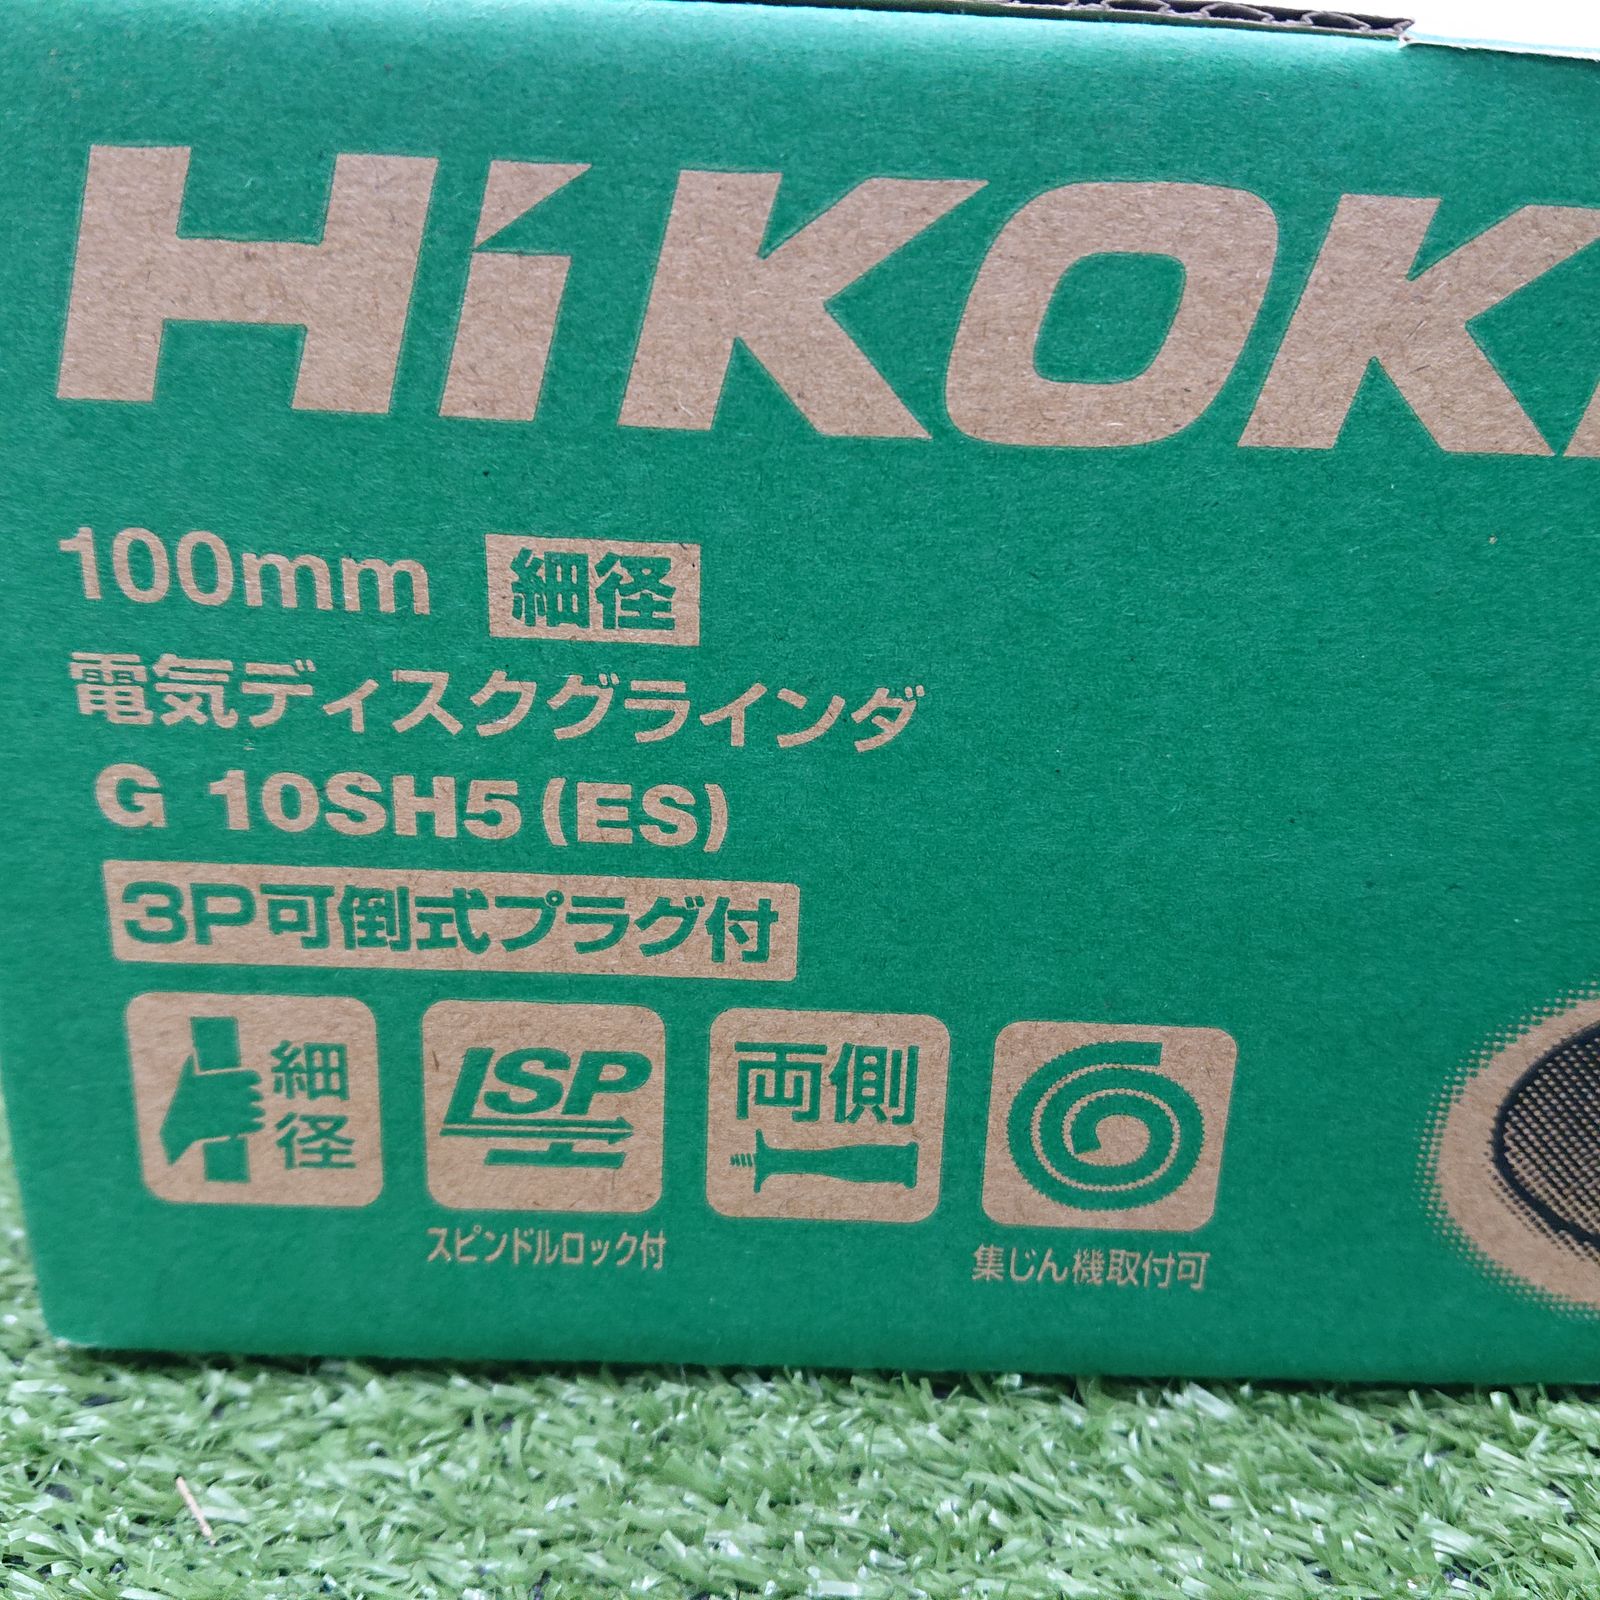 HiKOK
100mm 細径
電気ディスクグラインダ
G 10SH5(ES)
3P可倒式プラグ付
細径
LSP
両側
スピンドルロック付
集じん機取付可